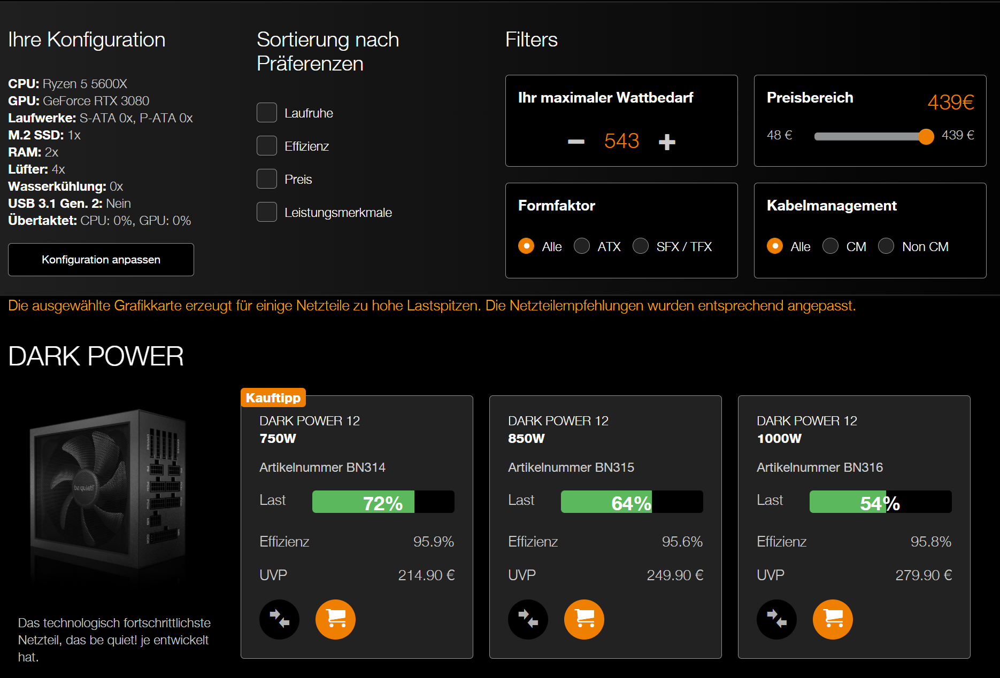 Ihre Konfiguration
CPU: Ryzen 5 5600X
GPU: GeForce RTX 3080
Laufwerke: S-ATA 0x, P-ATA 0x
M.2 SSD: 1x
RAM: 2x
Lüfter: 4x
Wasserkühlung: 0x
USB 3.1 Gen. 2: Nein
Übertaktet: CPU: 0%, GPU: 0%
Konfiguration anpassen
Sortierung nach
Präferenzen
Laufruhe
Effizienz
Preis
Leistungsmerkmale
Filters
Ihr maximaler Wattbedarf
543
Preisbereich
439€
48 €
439 €
Formfaktor
Alle ATX SFX / TFX
Kabelmanagement
Alle CM Non CM
Die ausgewählte Grafikkarte erzeugt für einige Netzteile zu hohe Lastspitzen. Die Netzteilempfehlungen wurden entsprechend angepasst.
DARK POWER
be quiet!
Das technologisch fortschrittlichste
Netzteil, das be quiet! je entwickelt
hat.
Kauftipp
DARK POWER 12
750W
Artikelnummer BN314
Last 72%
Effizienz 95.9%
UVP 214.90 €
DARK POWER 12
850W
Artikelnummer BN315
Last 64%
Effizienz 95.6%
UVP 249.90 €
DARK POWER 12
1000W
Artikelnummer BN316
Last 54%
Effizienz 95.8%
UVP 279.90 €